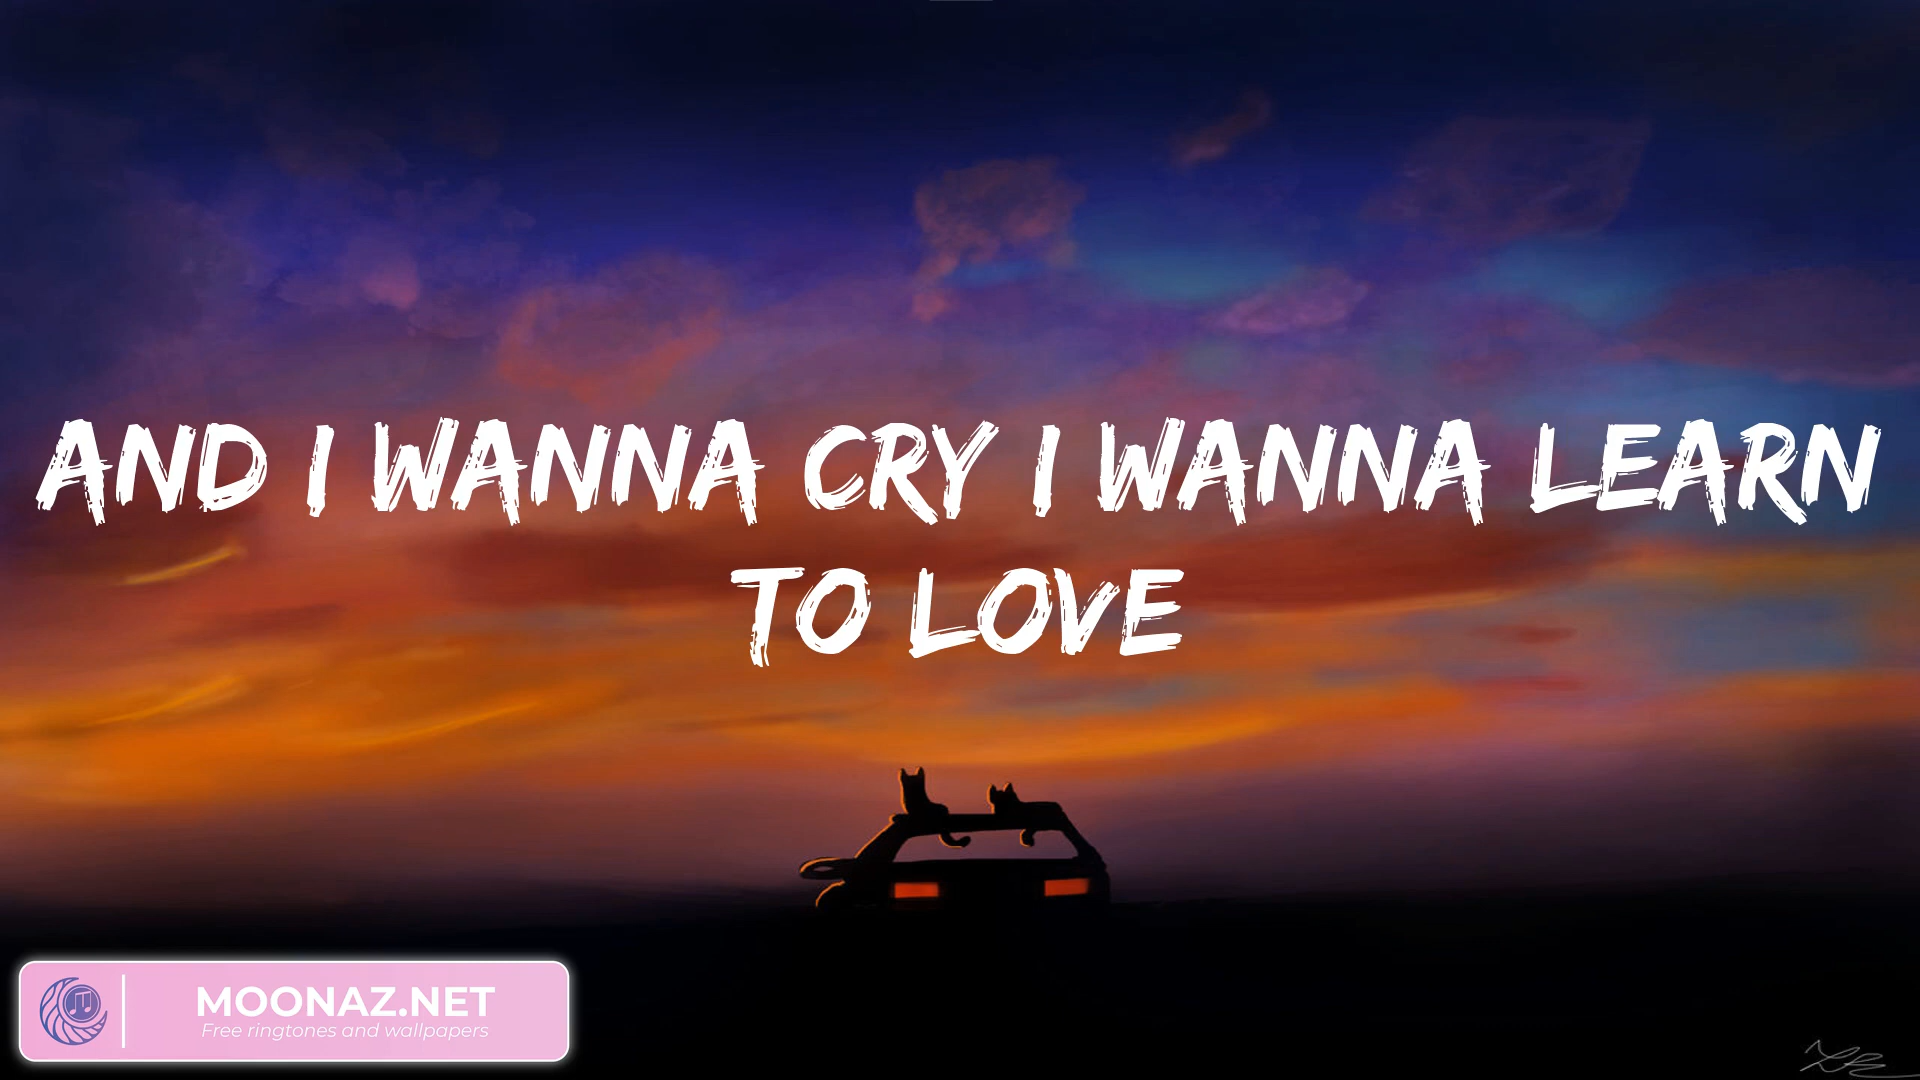 AND I WANNA CRY I WANNA LEARN
TO LOVE
MOONAZ.NET
Free ringtones and wallpapers